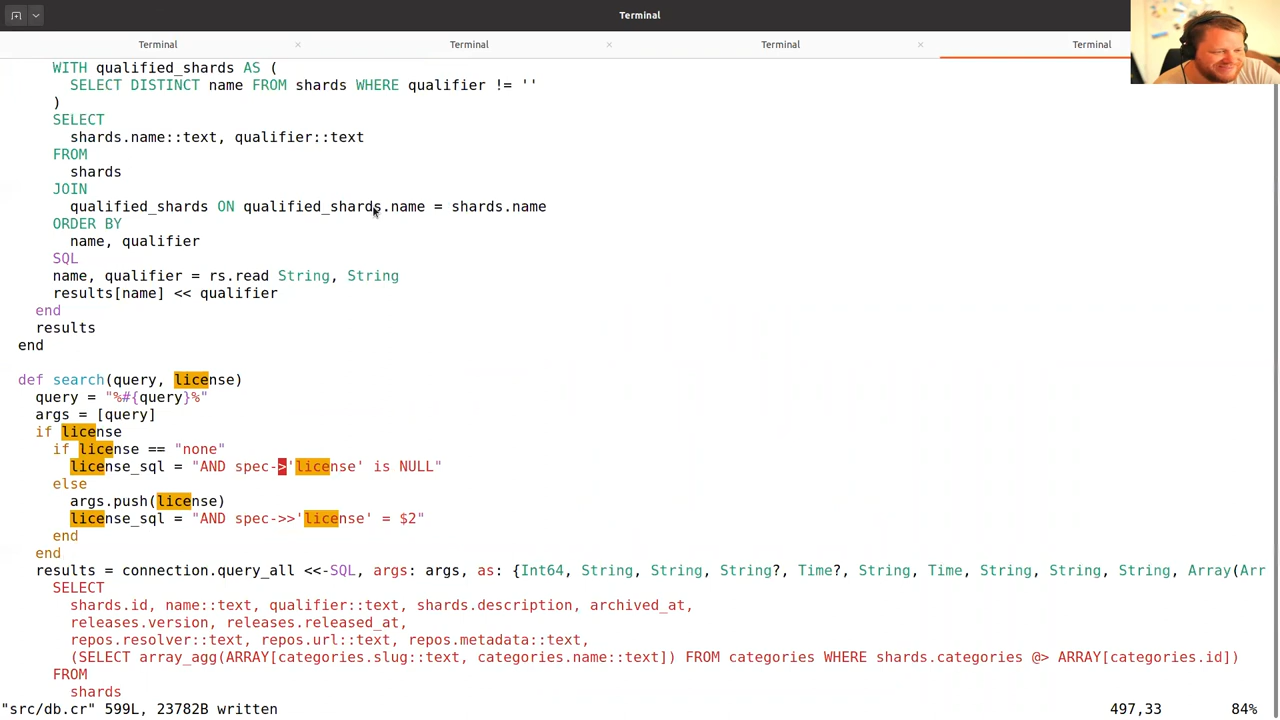 Terminal
Terminal × Terminal × Terminal × Terminal
WITH qualified_shards AS (
SELECT DISTINCT name FROM shards WHERE qualifier != ''
)
SELECT
shards.name::text, qualifier::text
FROM
shards
JOIN
qualified_shards ON qualified_shards.name = shards.name
ORDER BY
name, qualifier
SQL
name, qualifier = rs.read String, String
results[name] << qualifier
end
results
end
def search(query, license)
query = "%#{query}%"
args = [query]
if license
if license == "none"
license_sql = "AND spec->'license' is NULL"
else
args.push(license)
license_sql = "AND spec->>'license' = $2"
end
end
results = connection.query_all <<-SQL, args: args, as: {Int64, String, String, String?, Time?, String, Time, String, String, String, Array(Arr
SELECT
shards.id, name::text, qualifier::text, shards.description, archived_at,
releases.version, releases.released_at,
repos.resolver::text, repos.url::text, repos.metadata::text,
(SELECT array_agg(ARRAY[categories.slug::text, categories.name::text]) FROM categories WHERE shards.categories @> ARRAY[categories.id])
FROM
shards
"src/db.cr" 599L, 23782B written 497,33 84%